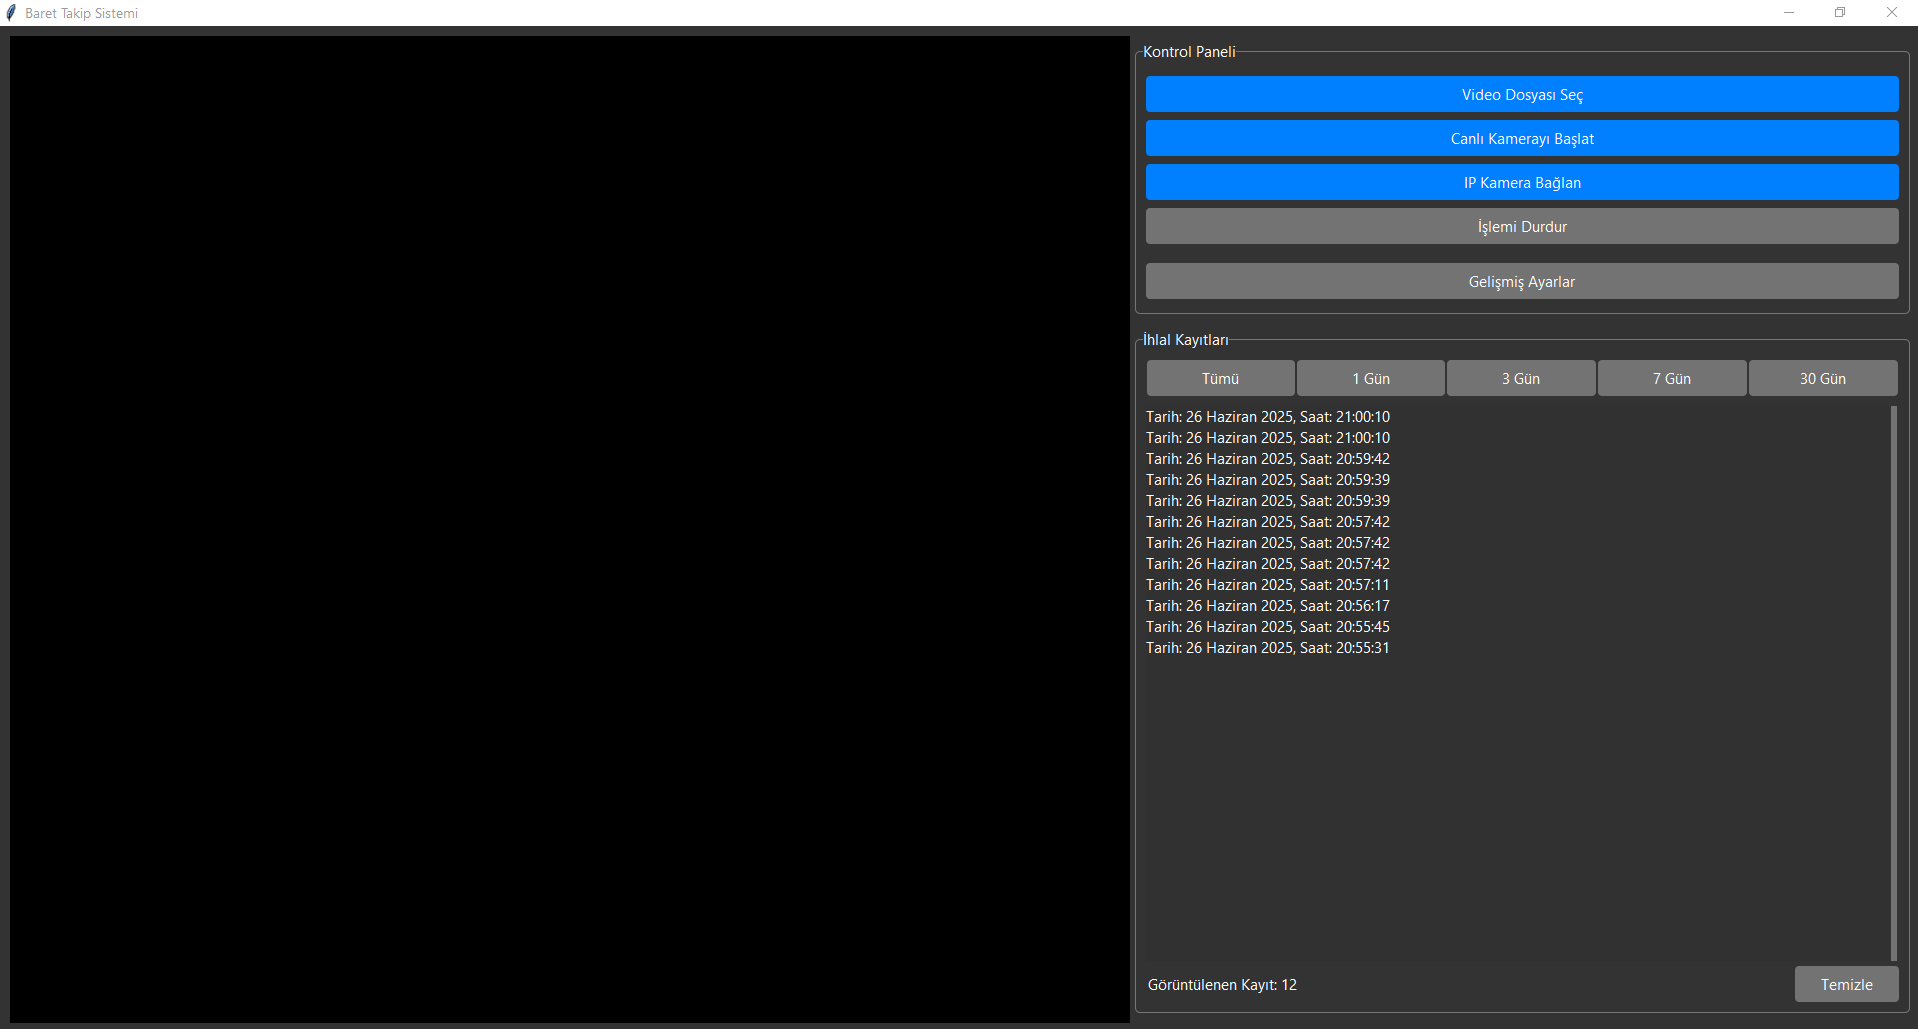 Baret Takip Sistemi
Kontrol Paneli
Video Dosyası Seç
Canlı Kamerayı Başlat
IP Kamera Bağlan
İşlemi Durdur
Gelişmiş Ayarlar
İhlal Kayıtları
Tümü 1 Gün 3 Gün 7 Gün 30 Gün
Tarih: 26 Haziran 2025, Saat: 21:00:10
Tarih: 26 Haziran 2025, Saat: 21:00:10
Tarih: 26 Haziran 2025, Saat: 20:59:42
Tarih: 26 Haziran 2025, Saat: 20:59:39
Tarih: 26 Haziran 2025, Saat: 20:59:39
Tarih: 26 Haziran 2025, Saat: 20:57:42
Tarih: 26 Haziran 2025, Saat: 20:57:42
Tarih: 26 Haziran 2025, Saat: 20:57:42
Tarih: 26 Haziran 2025, Saat: 20:57:11
Tarih: 26 Haziran 2025, Saat: 20:56:17
Tarih: 26 Haziran 2025, Saat: 20:55:45
Tarih: 26 Haziran 2025, Saat: 20:55:31
Görüntülenen Kayıt: 12 Temizle